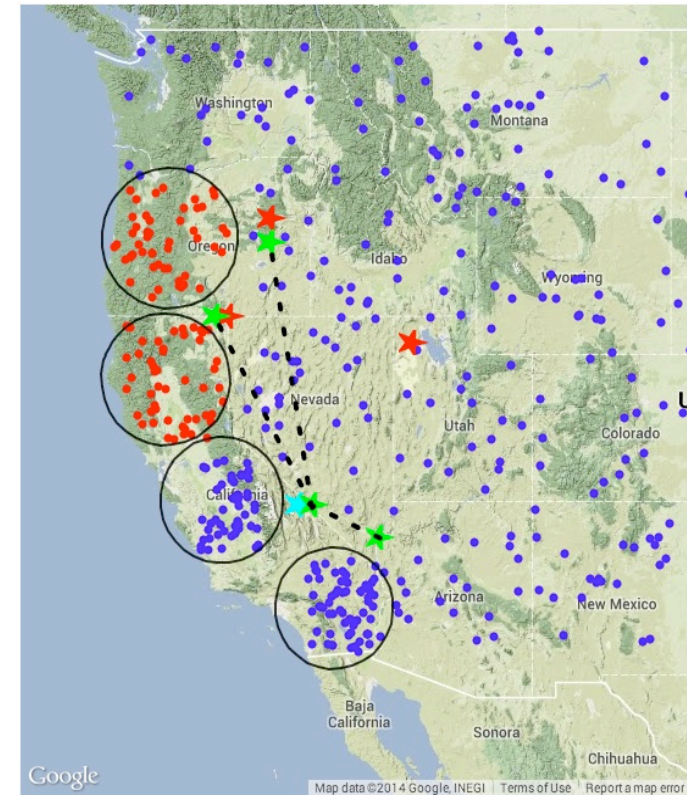 Washington
Montana
Oregon
Idaho
Wyoming
Nevada
U
Utah
Colorado
California
Arizona
New Mexico
Baja
California
Sonora
Chihuahua
Google
Map data ©2014 Google, INEGI
Terms of Use
Report a map error